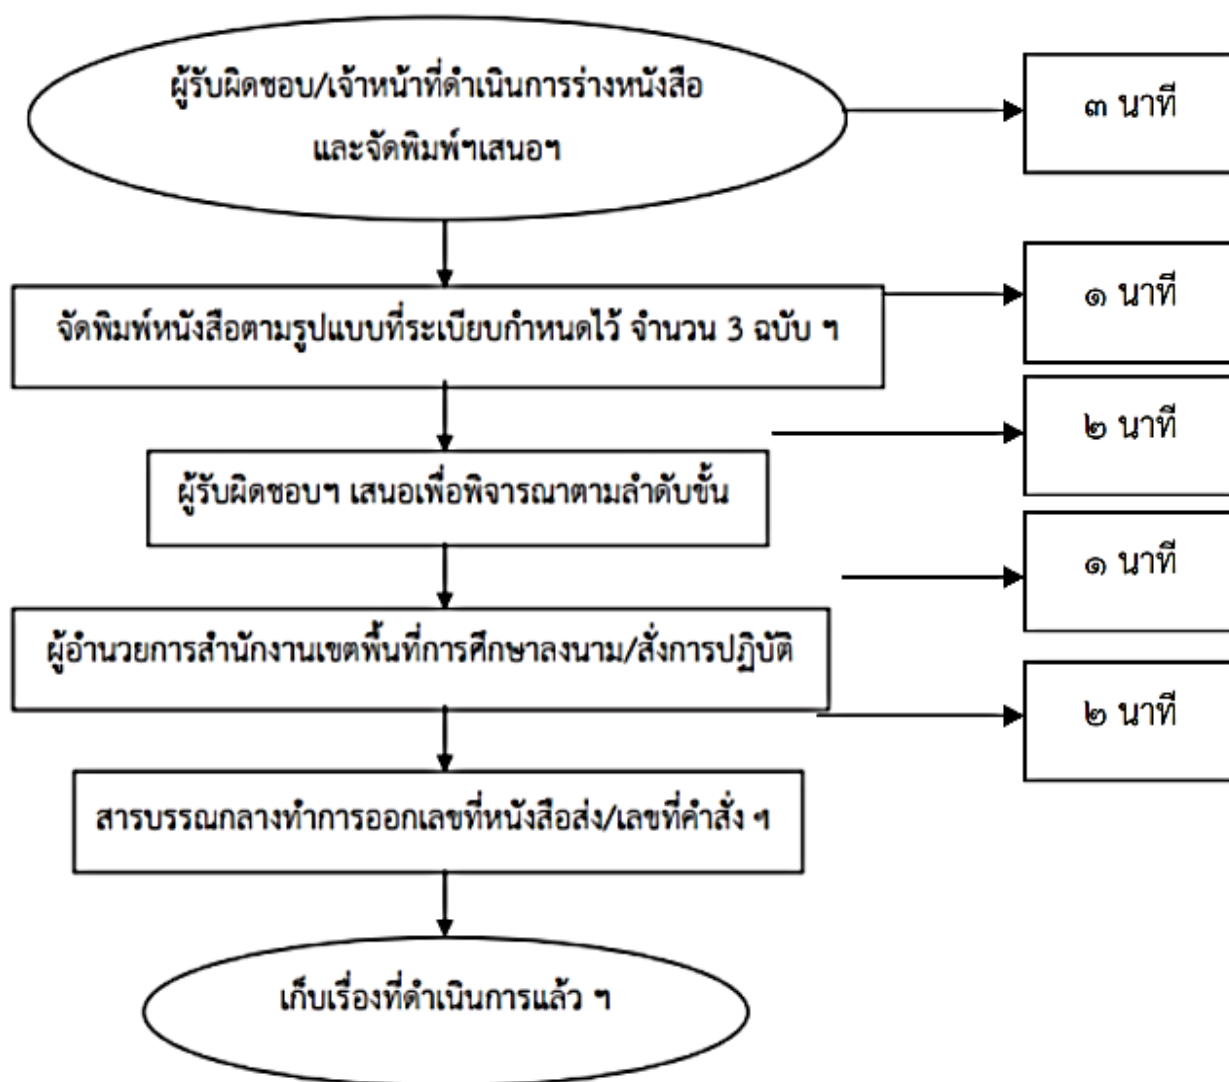 ผู้รับผิดชอบ/เจ้าหน้าที่ดำเนินการร่างหนังสือ
และจัดพิมพ์ฯเสนอฯ
๓ นาที
จัดพิมพ์หนังสือตามรูปแบบที่ระเบียบกำหนดไว้ จำนวน 3 ฉบับ ฯ
๑ นาที
ผู้รับผิดชอบฯ เสนอเพื่อพิจารณาตามลำดับชั้น
๒ นาที
ผู้อำนวยการสำนักงานเขตพื้นที่การศึกษาลงนาม/สั่งการปฏิบัติ
๑ นาที
สารบรรณกลางทำการออกเลขที่หนังสือส่ง/เลขที่คำสั่ง ฯ
๒ นาที
เก็บเรื่องที่ดำเนินการแล้ว ฯ